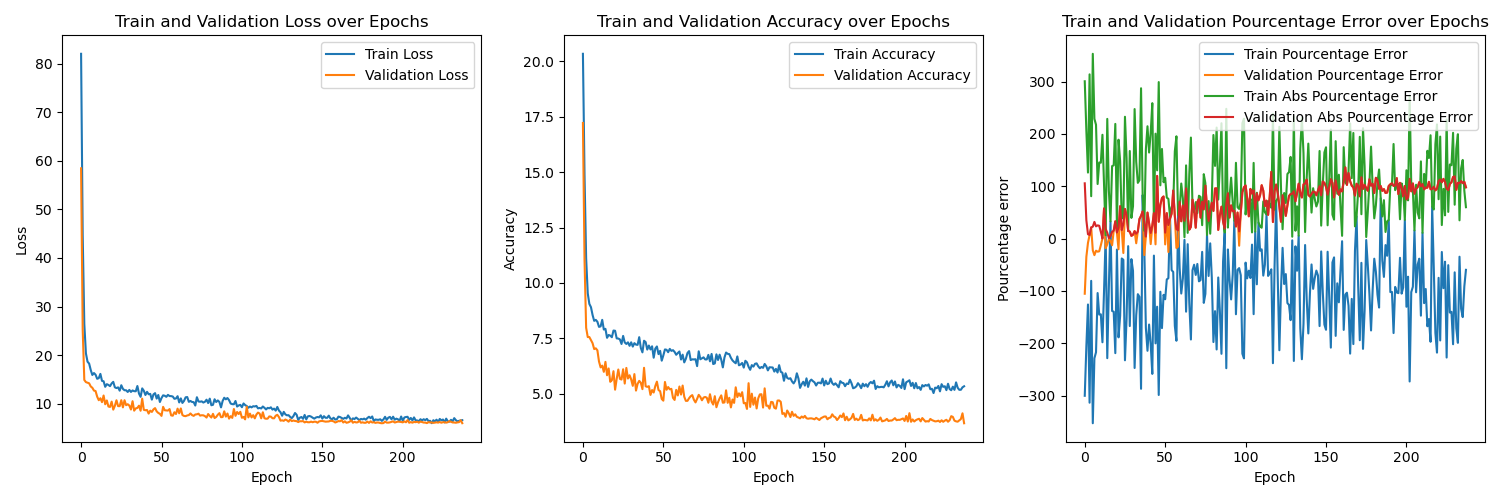 Train and Validation Loss over Epochs
Train Loss
Validation Loss
80
70
60
50
40
30
20
10
Loss
0
50
100
150
200
Epoch
Train and Validation Accuracy over Epochs
Train Accuracy
Validation Accuracy
20.0
17.5
15.0
12.5
10.0
7.5
5.0
Accuracy
0
50
100
150
200
Epoch
Train and Validation Pourcentage Error over Epochs
Train Pourcentage Error
Validation Pourcentage Error
Train Abs Pourcentage Error
Validation Abs Pourcentage Error
300
200
100
0
−100
−200
−300
Pourcentage error
0
50
100
150
200
Epoch